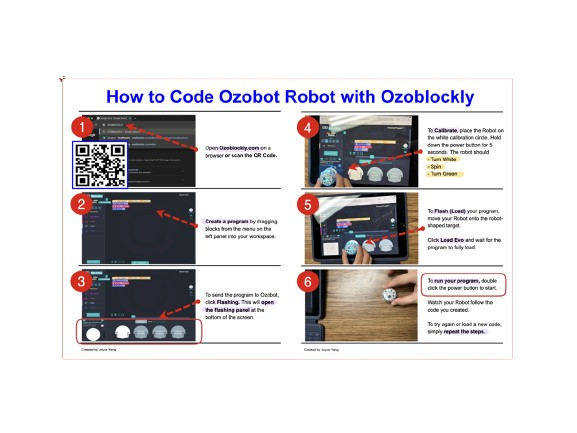 How to Code Ozobot Robot with Ozoblockly
1
Open Ozoblockly.com on a
browser or scan the QR Code.
2
Create a program by dragging
blocks from the menu on the
left panel into your workspace.
3
To send the program to Ozobot,
click Flashing. This will open
the flashing panel at the
bottom of the screen.
4
To Calibrate, place the Robot on
the white calibration circle. Hold
down the power button for 5
seconds. The robot should
- Turn White
- Spin
- Turn Green
5
To Flash (Load) your program,
move your Robot onto the robot-
shaped target.
Click Load Evo and wait for the
program to fully load.
6
To run your program, double
click the power button to start.
Watch your Robot follow the
code you created.
To try again or load a new code,
simply repeat the steps.
Created by Joyce Yang
Created by Joyce Yang